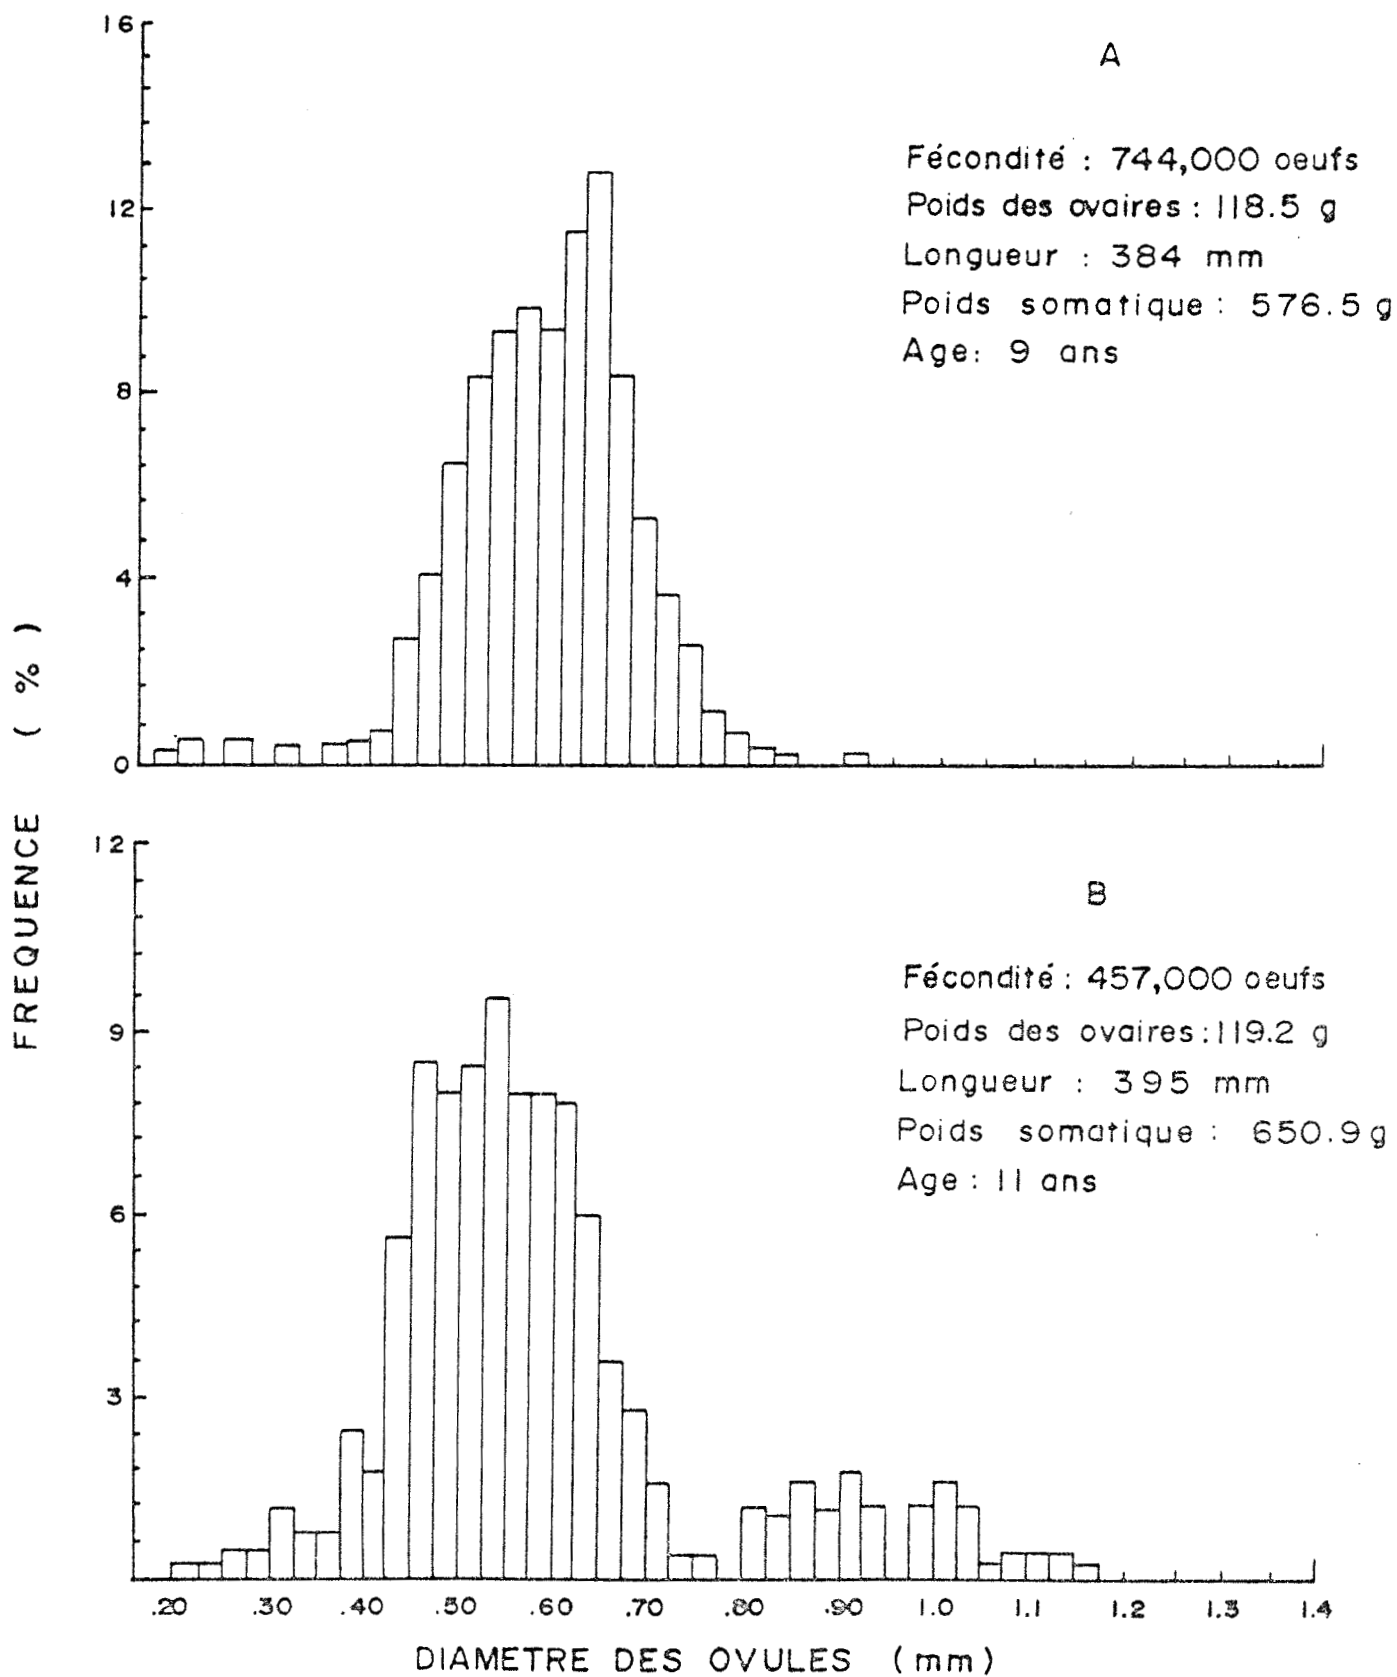 A
Fécondité : 744,000 oeufs
Poids des ovaires : 118.5 g
Longueur : 384 mm
Poids somatique : 576.5 g
Age: 9 ans
16
12
8
4
0
FREQUENCE ( % )
B
Fécondité : 457,000 oeufs
Poids des ovaires : 119.2 g
Longueur : 395 mm
Poids somatique : 650.9 g
Age : 11 ans
12
9
6
3
.20 .30 .40 .50 .60 .70 .80 .90 1.0 1.1 1.2 1.3 1.4
DIAMETRE DES OVULES (mm)